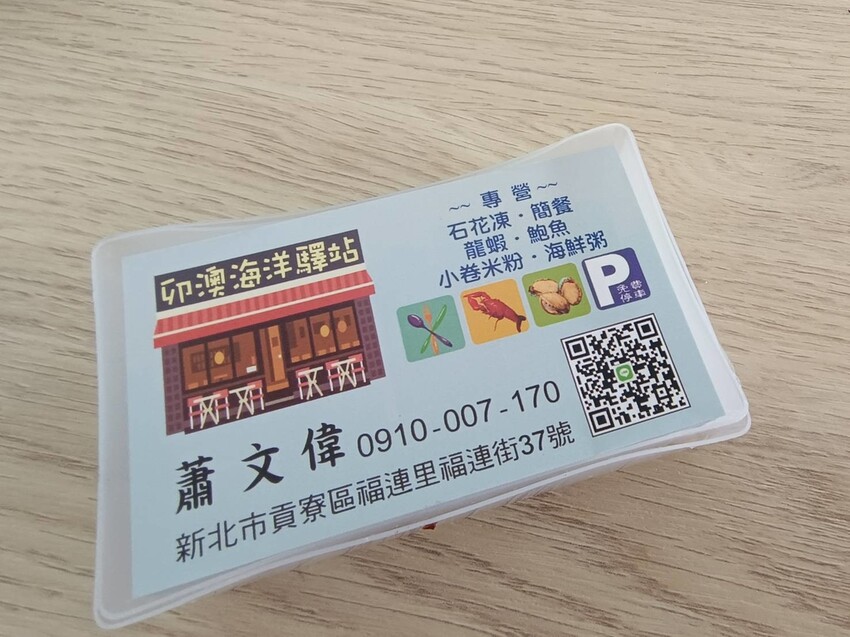 卯澳海洋驛站
~~ 專 營 ~~
石花凍·簡餐
龍蝦·鮑魚
小卷米粉·海鮮粥
P
免費
停車
蕭文偉 0910-007-170
新北市貢寮區福連里福連街37號